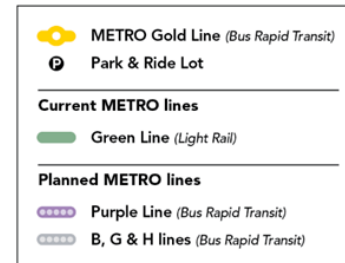 METRO Gold Line (Bus Rapid Transit)
P Park & Ride Lot
Current METRO lines
Green Line (Light Rail)
Planned METRO lines
Purple Line (Bus Rapid Transit)
B, G & H lines (Bus Rapid Transit)